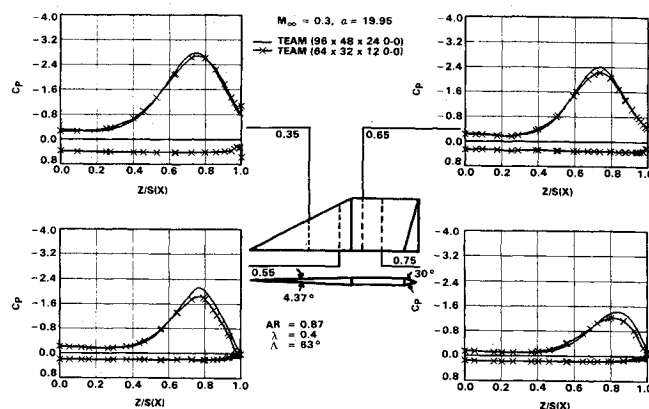 M∞ = 0.3, α = 19.95
TEAM (96 x 48 x 24 0-0)
TEAM (64 x 32 x 12 0-0)
-4.0
-3.2
-2.4
-1.6
-0.8
0.0
0.8
CP
0.0 0.2 0.4 0.6 0.8 1.0
Z/S(X)
-4.0
-3.2
-2.4
-1.6
-0.8
0.0
0.8
CP
0.0 0.2 0.4 0.6 0.8 1.0
Z/S(X)
0.35
0.65
0.55
0.75
4.37°
30°
AR = 0.87
λ = 0.4
Λ = 63°
-4.0
-3.2
-2.4
-1.6
-0.8
0.0
0.8
CP
0.0 0.2 0.4 0.6 0.8 1.0
Z/S(X)
-4.0
-3.2
-2.4
-1.6
-0.8
0.0
0.8
CP
0.0 0.2 0.4 0.6 0.8 1.0
Z/S(X)